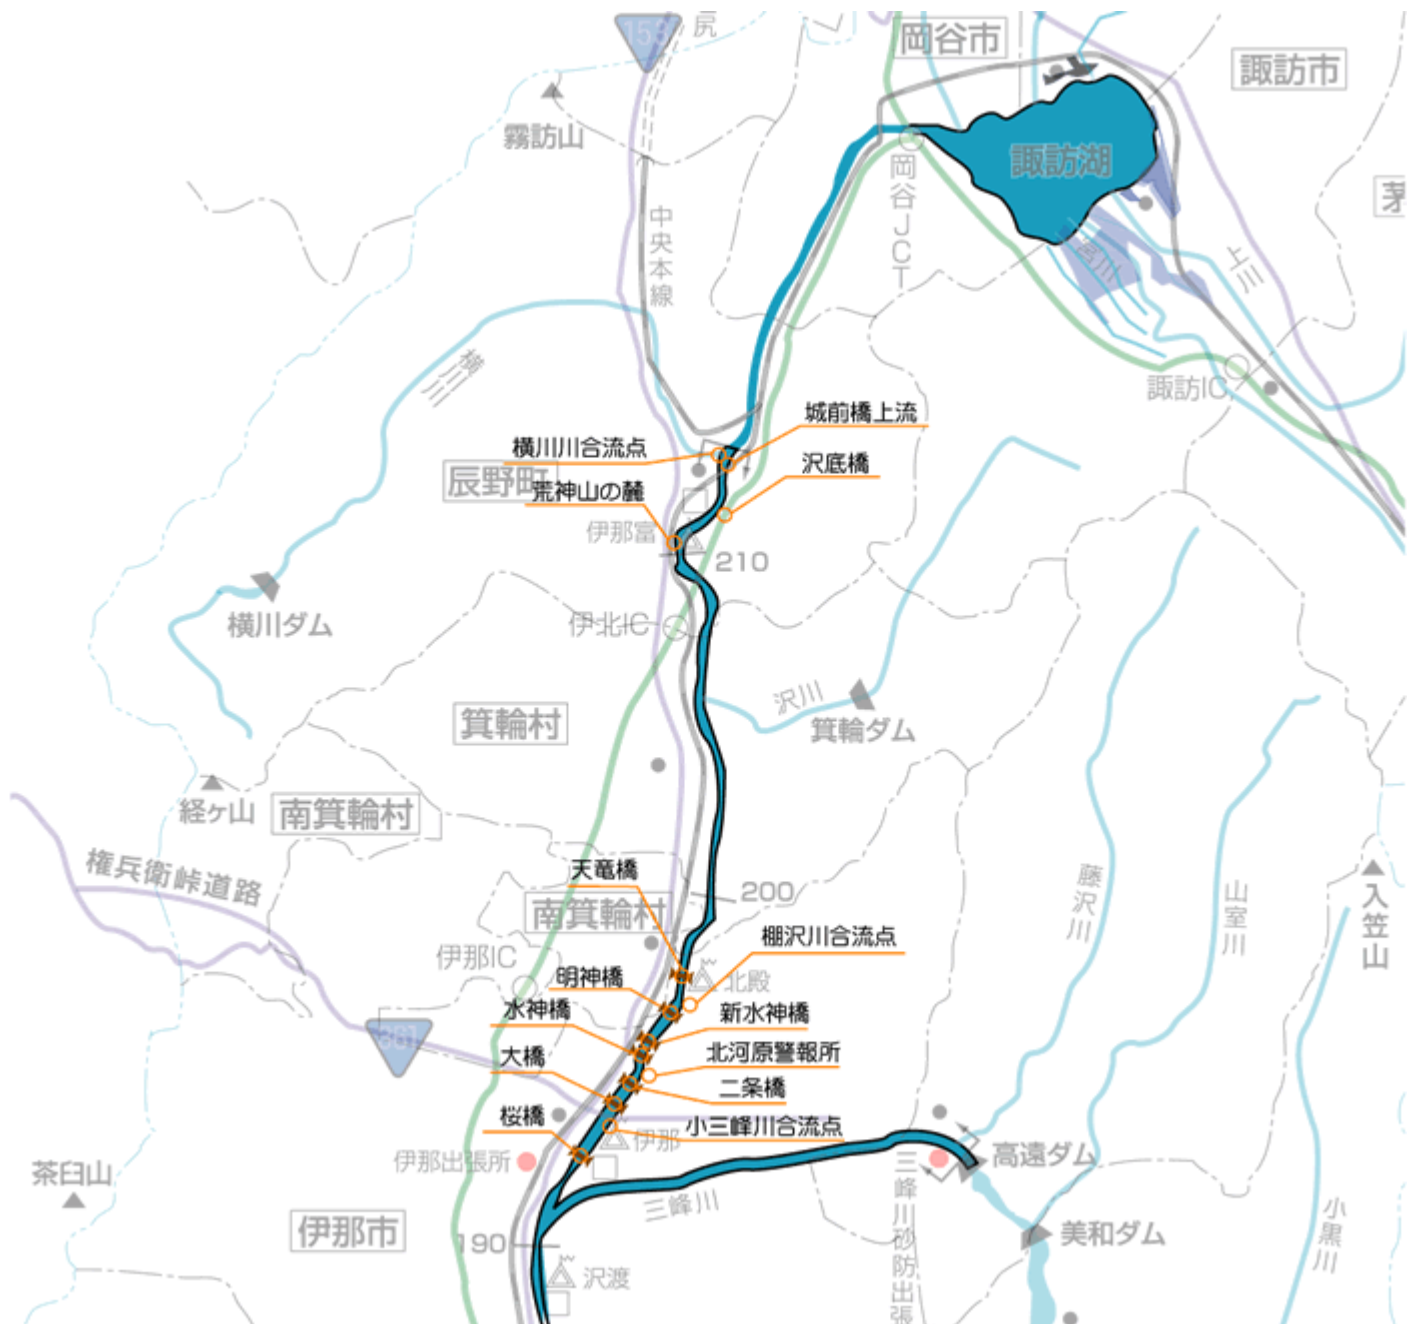 153
尻
岡谷市
諏訪市
霧訪山
諏訪湖
岡谷JCT
中央本線
宮川
上川
横川
諏訪IC
城前橋上流
横川川合流点
沢底橋
辰野町
荒神山の麓
伊那富
210
横川ダム
伊北IC
沢川
箕輪ダム
箕輪村
経ヶ山
南箕輪村
権兵衛峠道路
天竜橋
200
南箕輪村
藤沢川
山室川
入笠山
棚沢川合流点
伊那IC
明神橋
北殿
水神橋
新水神橋
361
大橋
北河原警報所
二条橋
桜橋
小三峰川合流点
伊那
伊那出張所
高遠ダム
茶臼山
三峰川
三峰川砂防出張
小黒川
伊那市
190
美和ダム
沢渡